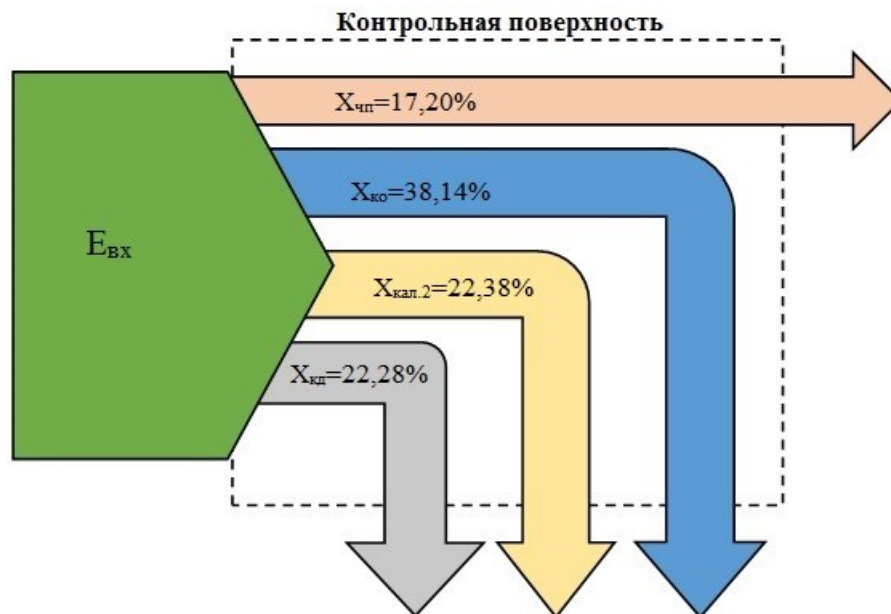 Контрольная поверхность
Xчп=17,20%
Xко=38,14%
Eвх
Xкал.2=22,38%
Xкд=22,28%